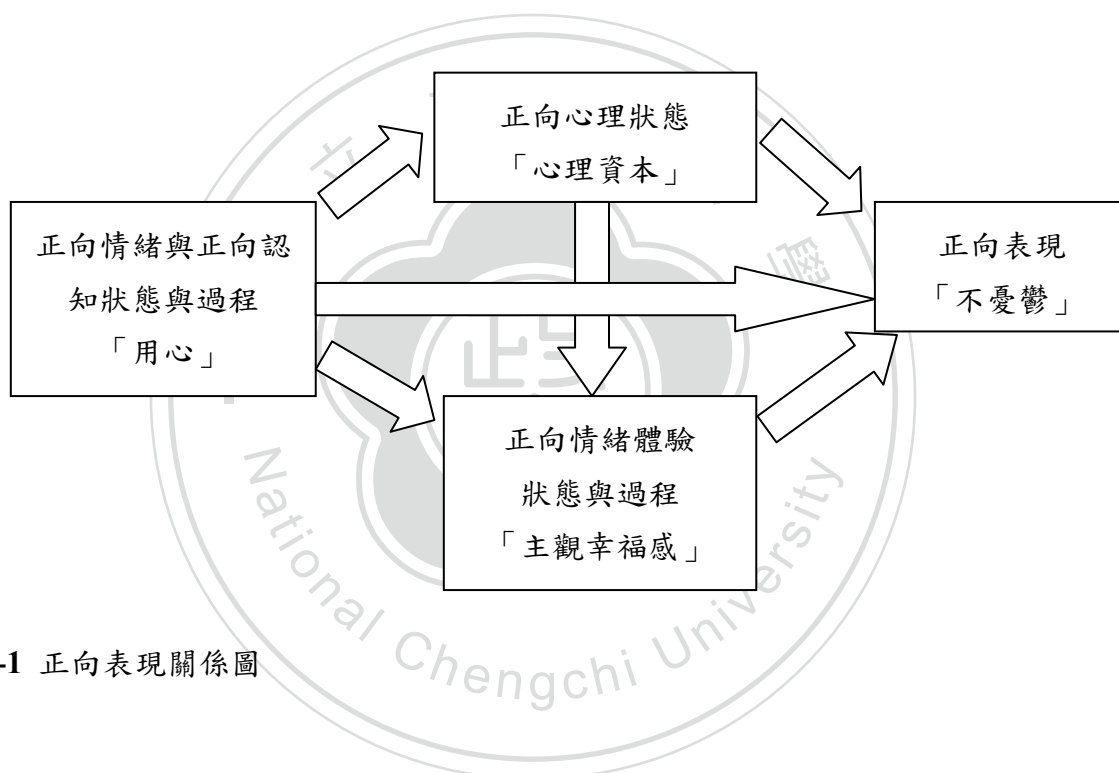 正向心理狀態
「心理資本」
正向情緒與正向認
知狀態與過程
「用心」
正向表現
「不憂鬱」
正向情緒體驗
狀態與過程
「主觀幸福感」
-1 正向表現關係圖
National Chengchi University